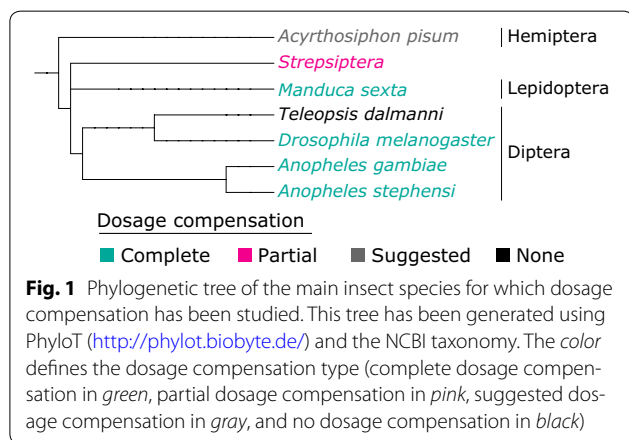 Acyrthosiphon pisum
Hemiptera
Strepsiptera
Manduca sexta
Lepidoptera
Teleopsis dalmanni
Drosophila melanogaster
Diptera
Anopheles gambiae
Anopheles stephensi
Dosage compensation
Complete Partial Suggested None
Fig. 1 Phylogenetic tree of the main insect species for which dosage
compensation has been studied. This tree has been generated using
PhyloT (http://phylot.biobyte.de/) and the NCBI taxonomy. The color
defines the dosage compensation type (complete dosage compen-
sation in green, partial dosage compensation in pink, suggested dos-
age compensation in gray, and no dosage compensation in black)